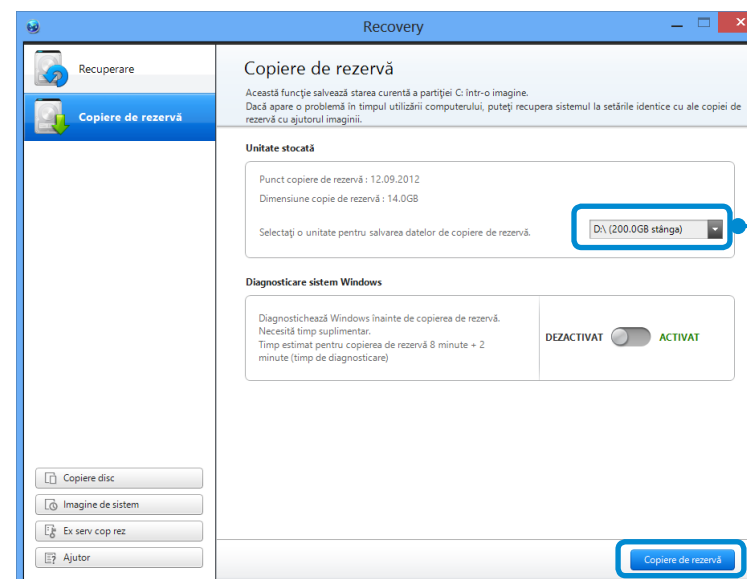 Recovery
Recuperare
Copiere de rezervă
Copiere disc
Imagine de sistem
Ex serv cop rez
Ajutor
Copiere de rezervă
Această funcţie salvează starea curentă a partiţiei C: într-o imagine.
Dacă apare o problemă în timpul utilizării computerului, puteţi recupera sistemul la setările identice cu ale copiei de
rezervă cu ajutorul imaginii.
Unitate stocată
Punct copiere de rezervă : 12.09.2012
Dimensiune copie de rezervă : 14.0GB
Selectaţi o unitate pentru salvarea datelor de copiere de rezervă.
D:\ (200.0GB stânga)
Diagnosticare sistem Windows
Diagnostichează Windows înainte de copierea de rezervă.
Necesită timp suplimentar.
Timp estimat pentru copierea de rezervă 8 minute + 2
minute (timp de diagnosticare)
DEZACTIVAT
ACTIVAT
Copiere de rezervă